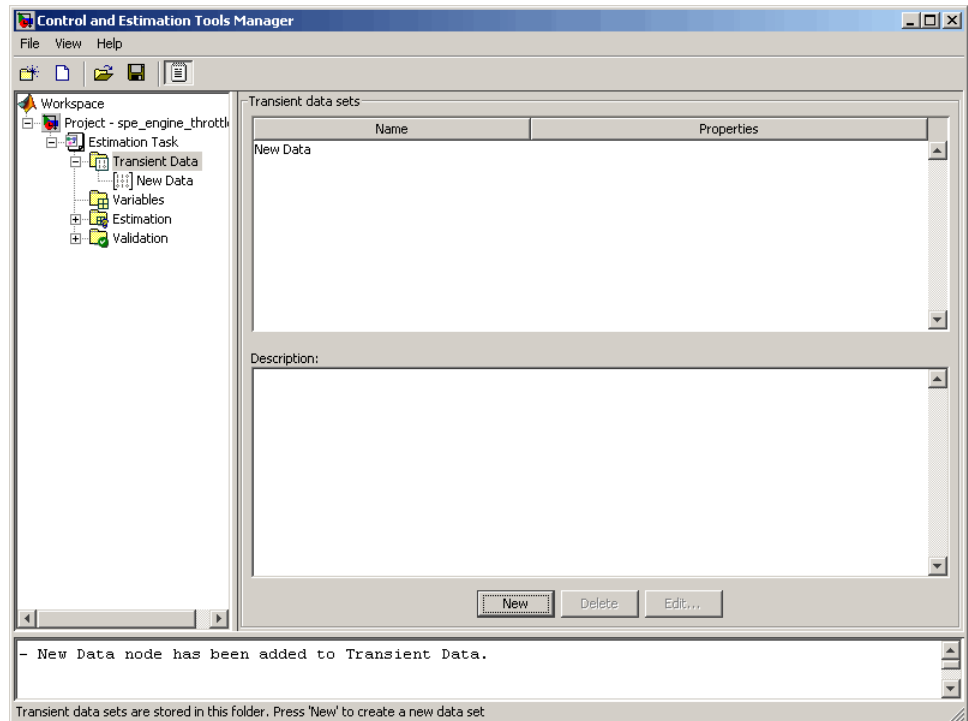 Control and Estimation Tools Manager
File View Help
Workspace
Project - spe_engine_throttl
Estimation Task
Transient Data
New Data
Variables
Estimation
Validation
Transient data sets
Name Properties
New Data
Description:
New Delete Edit...
- New Data node has been added to Transient Data.
Transient data sets are stored in this folder. Press 'New' to create a new data set